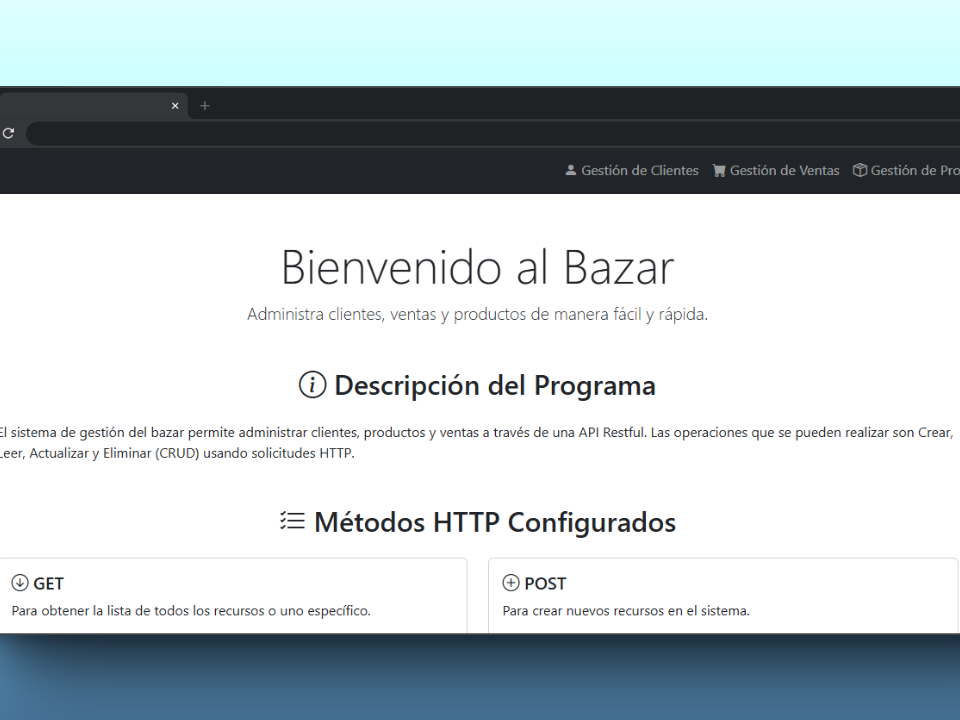 Gestión de Clientes Gestión de Ventas Gestión de Pro
Bienvenido al Bazar
Administra clientes, ventas y productos de manera fácil y rápida.
Descripción del Programa
El sistema de gestión del bazar permite administrar clientes, productos y ventas a través de una API Restful. Las operaciones que se pueden realizar son Crear,
Leer, Actualizar y Eliminar (CRUD) usando solicitudes HTTP.
Métodos HTTP Configurados
GET
Para obtener la lista de todos los recursos o uno específico.
POST
Para crear nuevos recursos en el sistema.